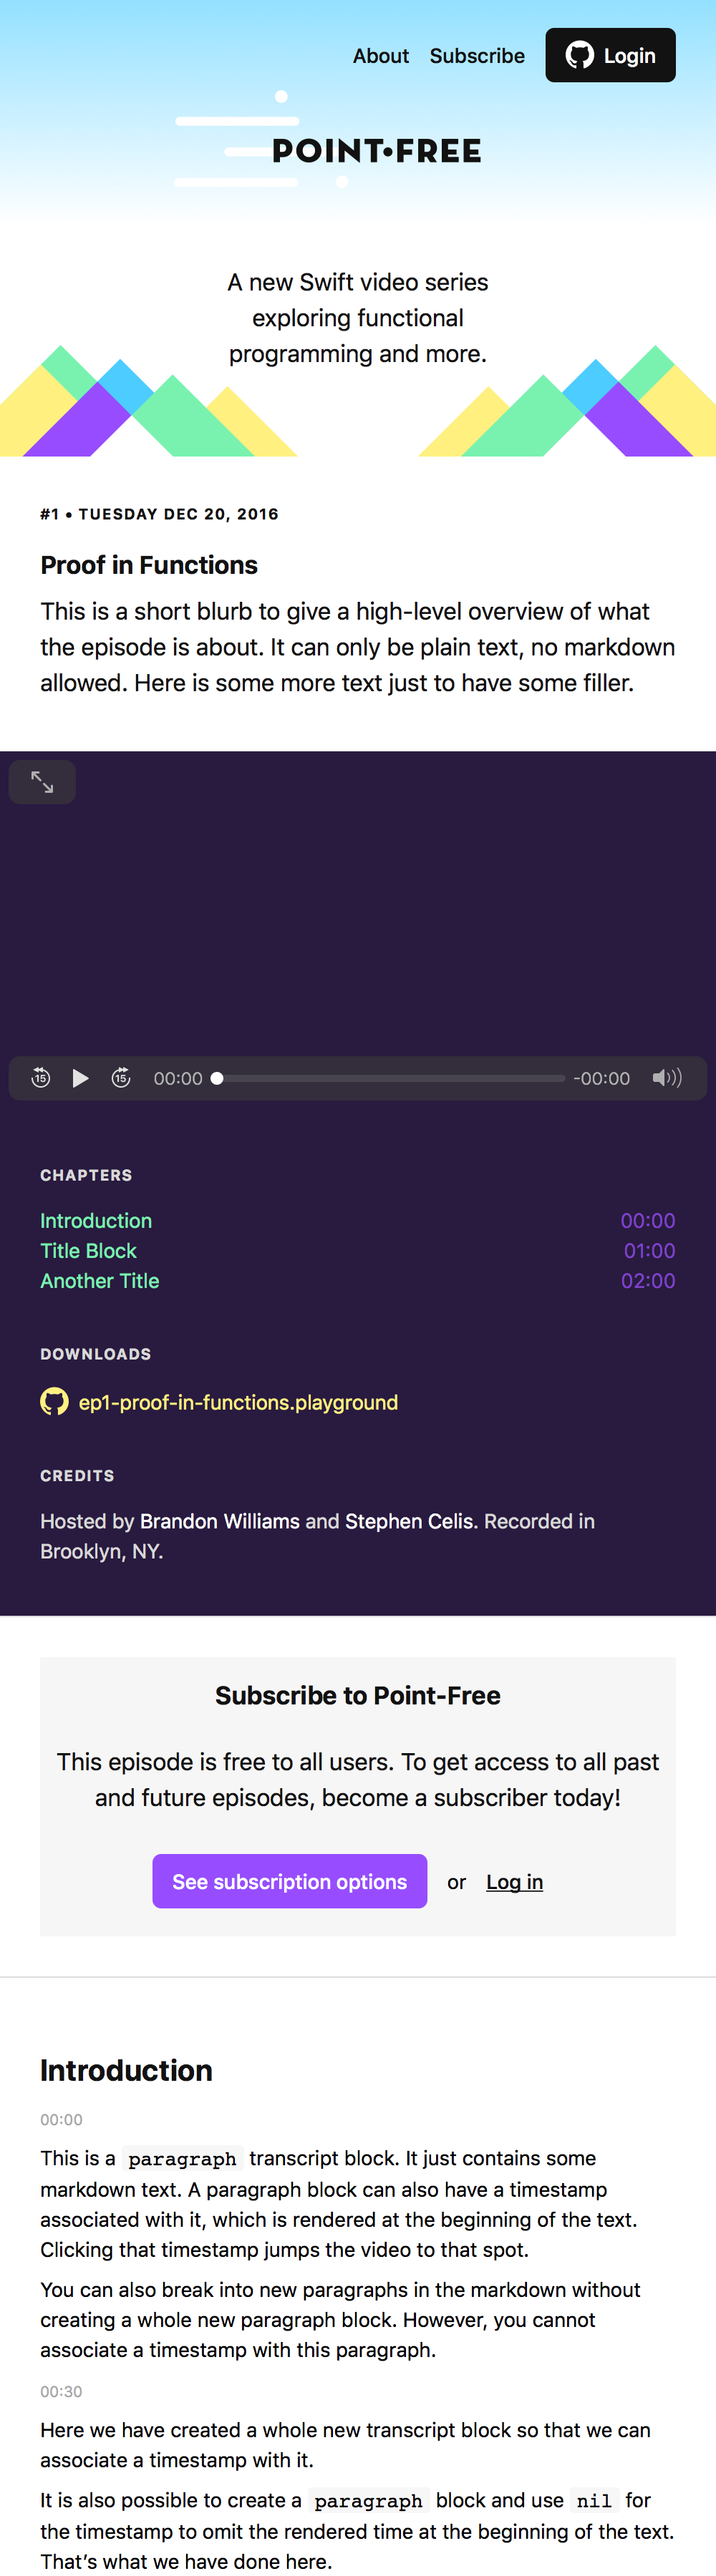 About Subscribe Login
POINT•FREE
A new Swift video series
exploring functional
programming and more.
#1 • TUESDAY DEC 20, 2016
Proof in Functions
This is a short blurb to give a high-level overview of what
the episode is about. It can only be plain text, no markdown
allowed. Here is some more text just to have some filler.
15 15 00:00 -00:00
CHAPTERS
Introduction 00:00
Title Block 01:00
Another Title 02:00
DOWNLOADS
ep1-proof-in-functions.playground
CREDITS
Hosted by Brandon Williams and Stephen Celis. Recorded in
Brooklyn, NY.
Subscribe to Point-Free
This episode is free to all users. To get access to all past
and future episodes, become a subscriber today!
See subscription options or Log in
Introduction
00:00
This is a paragraph transcript block. It just contains some
markdown text. A paragraph block can also have a timestamp
associated with it, which is rendered at the beginning of the text.
Clicking that timestamp jumps the video to that spot.
You can also break into new paragraphs in the markdown without
creating a whole new paragraph block. However, you cannot
associate a timestamp with this paragraph.
00:30
Here we have created a whole new transcript block so that we can
associate a timestamp with it.
It is also possible to create a paragraph block and use nil for
the timestamp to omit the rendered time at the beginning of the text.
That’s what we have done here.